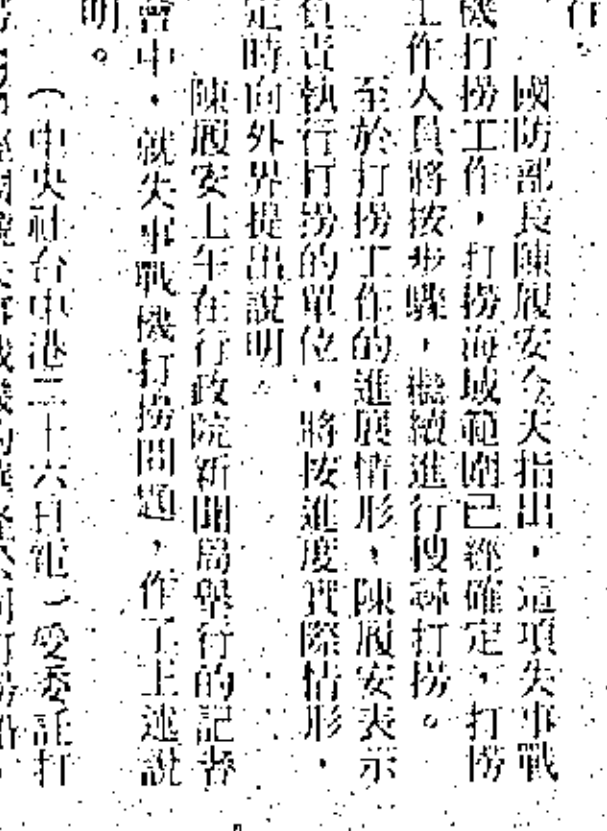 行。
國防部長陳履安今天指出，這項失事戰
機打撈工作，打撈海域範圍已經確定，打撈
工作人員將按步驟，繼續進行搜尋打撈。
至於打撈工作的進展情形，陳履安表示
負責執行打撈的單位，將按進度實際情形，
定時向外界提出說明。
陳履安上午在行政院新聞局舉行的記者
會中，就失事戰機打撈問題，作了上述說
明。
（中央社台中港二十六日電）受委託打